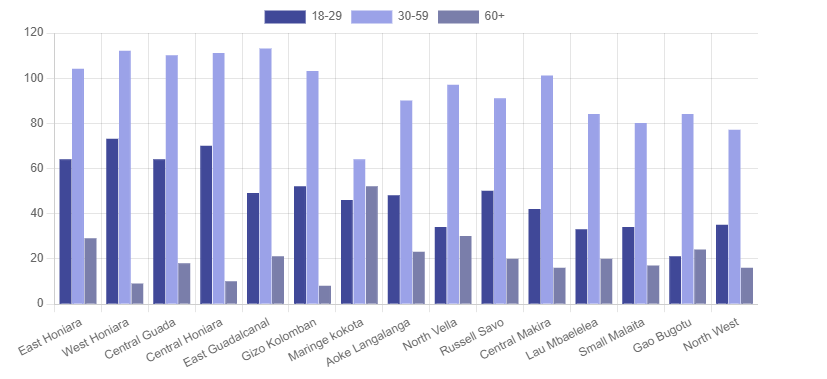 18-29 30-59 60+
120
100
80
60
40
20
0
East Honiara
West Honiara
Central Guada
Central Honiara
East Guadalcanal
Gizo Kolomban
Maringe kokota
Aoke Langalanga
North Vella
Russell Savo
Central Makira
Lau Mbaelelea
Small Malaita
Gao Bugotu
North West